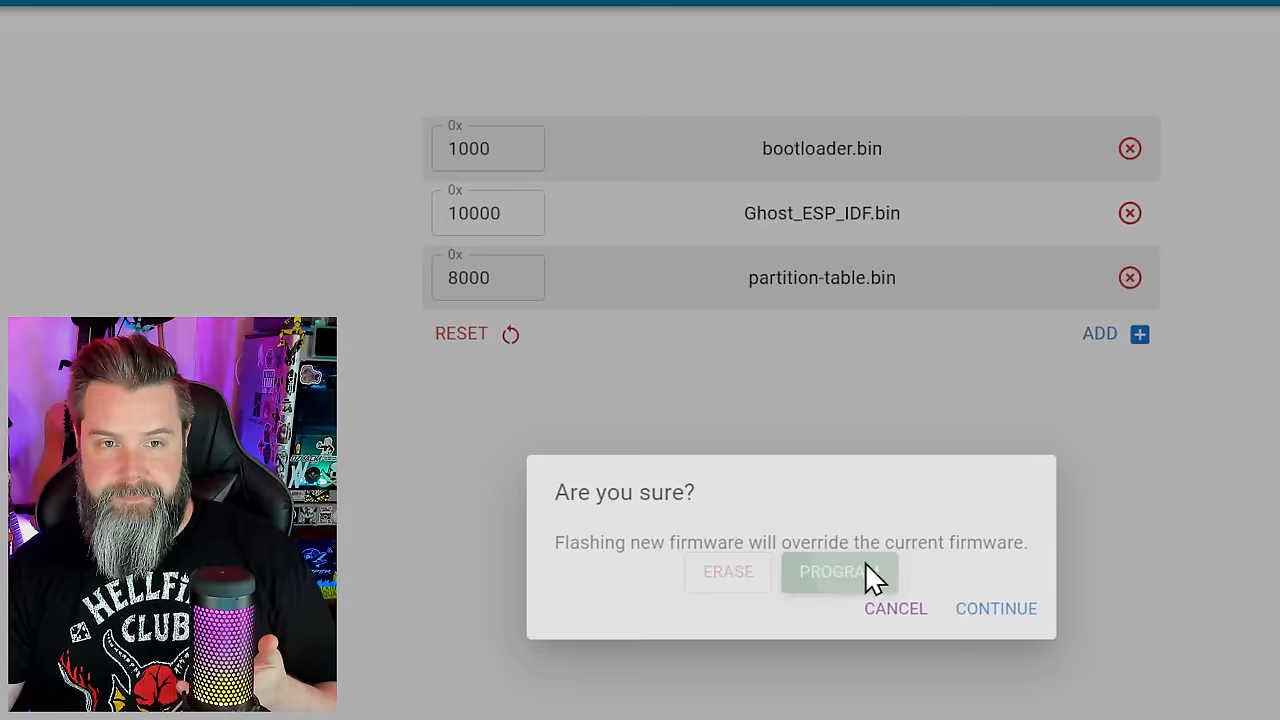 0x
1000
bootloader.bin
0x
10000
Ghost_ESP_IDF.bin
0x
8000
partition-table.bin
RESET
ADD
Are you sure?
Flashing new firmware will override the current firmware.
ERASE
CANCEL
CONTINUE
CLUB